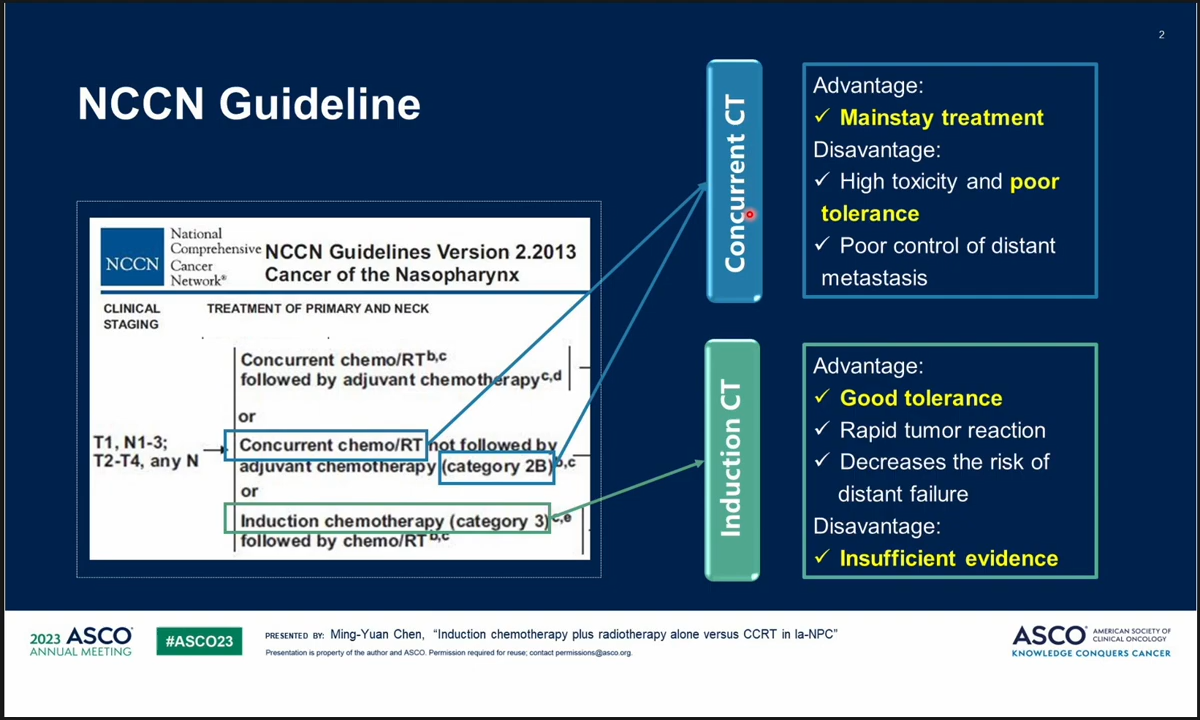 2
NCCN Guideline
NCCN
National
Comprehensive
Cancer
Network®
NCCN Guidelines Version 2.2013
Cancer of the Nasopharynx
CLINICAL
STAGING
TREATMENT OF PRIMARY AND NECK
Concurrent chemo/RTb,c
followed by adjuvant chemotherapyc,d
or
T1, N1-3;
T2-T4, any N
Concurrent chemo/RT not followed by
adjuvant chemotherapy (category 2B)b,c
or
Induction chemotherapy (category 3)c,e
followed by chemo/RTb,c
Concurrent CT
Advantage:
✓ Mainstay treatment
Disavantage:
✓ High toxicity and poor
tolerance
✓ Poor control of distant
metastasis
Induction CT
Advantage:
✓ Good tolerance
✓ Rapid tumor reaction
✓ Decreases the risk of
distant failure
Disavantage:
✓ Insufficient evidence
2023 ASCO®
ANNUAL MEETING
#ASCO23
PRESENTED BY: Ming-Yuan Chen, “Induction chemotherapy plus radiotherapy alone versus CCRT in la-NPC”
Presentation is property of the author and ASCO. Permission required for reuse; contact permissions@asco.org.
ASCO® AMERICAN SOCIETY OF
CLINICAL ONCOLOGY
KNOWLEDGE CONQUERS CANCER